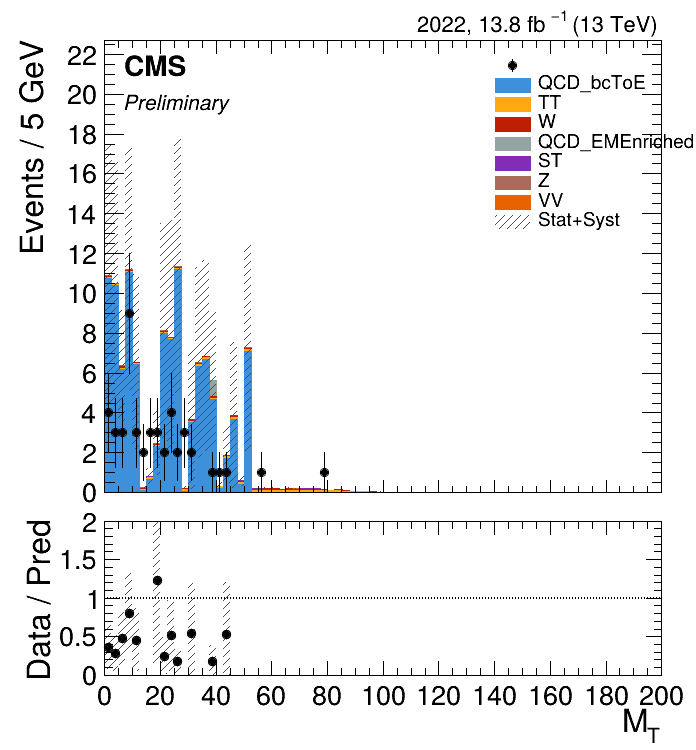 2022, 13.8 fb⁻¹ (13 TeV)
CMS
Preliminary
QCD_bcToE
TT
W
QCD_EMEnriched
ST
Z
VV
Stat+Syst
Events / 5 GeV
22
20
18
16
14
12
10
8
6
4
2
0
Data / Pred
2
1.5
1
0.5
0
0 20 40 60 80 100 120 140 160 180 200
M_T